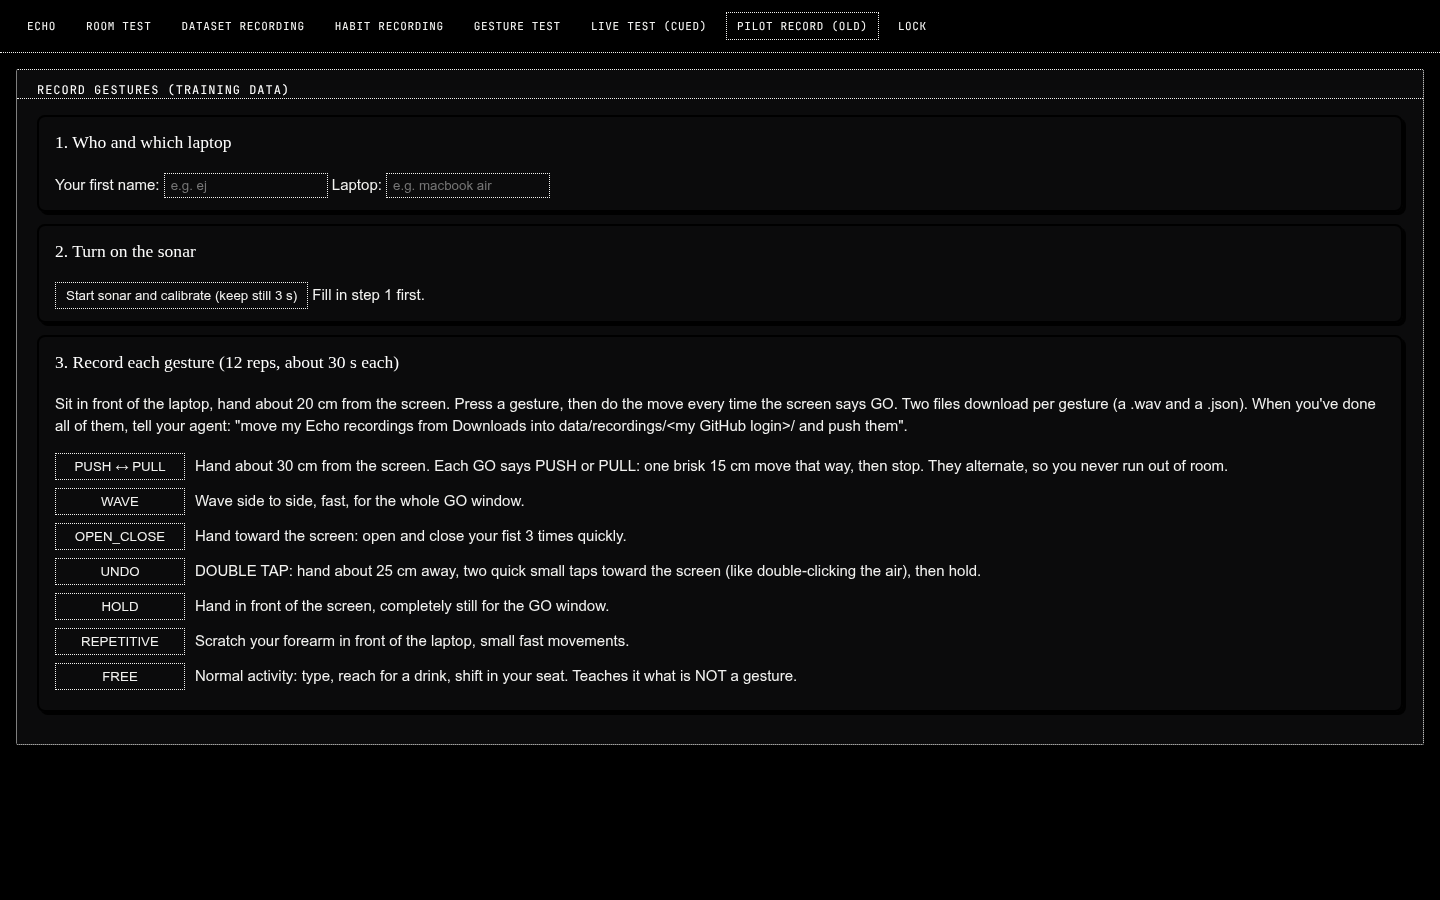 ECHO ROOM TEST DATASET RECORDING HABIT RECORDING GESTURE TEST LIVE TEST (CUED) PILOT RECORD (OLD) LOCK
RECORD GESTURES (TRAINING DATA)
1. Who and which laptop
Your first name: e.g. ej Laptop: e.g. macbook air
2. Turn on the sonar
Start sonar and calibrate (keep still 3 s) Fill in step 1 first.
3. Record each gesture (12 reps, about 30 s each)
Sit in front of the laptop, hand about 20 cm from the screen. Press a gesture, then do the move every time the screen says GO. Two files download per gesture (a .wav and a .json). When you've done
all of them, tell your agent: "move my Echo recordings from Downloads into data/recordings/<my GitHub login>/ and push them".
PUSH ↔ PULL Hand about 30 cm from the screen. Each GO says PUSH or PULL: one brisk 15 cm move that way, then stop. They alternate, so you never run out of room.
WAVE Wave side to side, fast, for the whole GO window.
OPEN_CLOSE Hand toward the screen: open and close your fist 3 times quickly.
UNDO DOUBLE TAP: hand about 25 cm away, two quick small taps toward the screen (like double-clicking the air), then hold.
HOLD Hand in front of the screen, completely still for the GO window.
REPETITIVE Scratch your forearm in front of the laptop, small fast movements.
FREE Normal activity: type, reach for a drink, shift in your seat. Teaches it what is NOT a gesture.